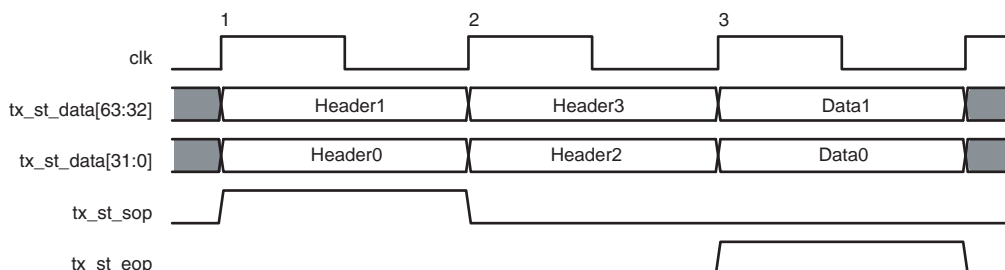 1 2 3
clk
tx_st_data[63:32] Header1 Header3 Data1
tx_st_data[31:0] Header0 Header2 Data0
tx_st_sop
tx_st_eop